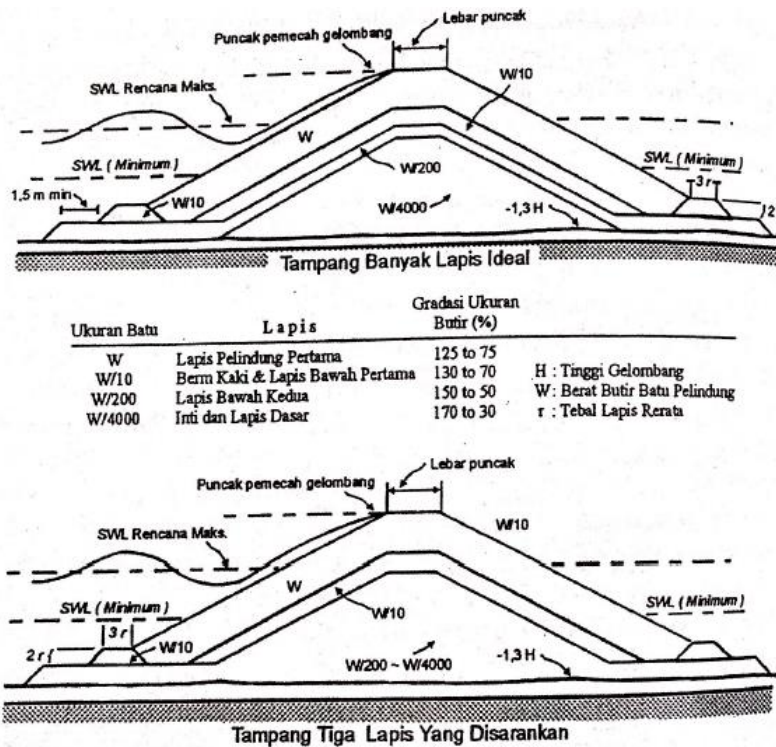 Lebar puncak
Puncak pemecah gelombang
SWL Rencana Maks.
W/10
W
SWL (Minimum)
W/200
SWL (Minimum)
1,5 m min
W/10
3 r
W/4000
-1,3 H
2
Tampang Banyak Lapis Ideal
Ukuran Batu Lapis Gradasi Ukuran Butir (%)
W Lapis Pelindung Pertama 125 to 75
W/10 Berm Kaki & Lapis Bawah Pertama 130 to 70 H : Tinggi Gelombang
W/200 Lapis Bawah Kedua 150 to 50 W : Berat Butir Batu Pelindung
W/4000 Inti dan Lapis Dasar 170 to 30 r : Tebal Lapis Rerata
Lebar puncak
Puncak pemecah gelombang
W/10
SWL Rencana Maks.
W
SWL (Minimum)
W/10
SWL (Minimum)
3 r
2 r
W/10
W/200 ~ W/4000
-1,3 H
Tampang Tiga Lapis Yang Disarankan